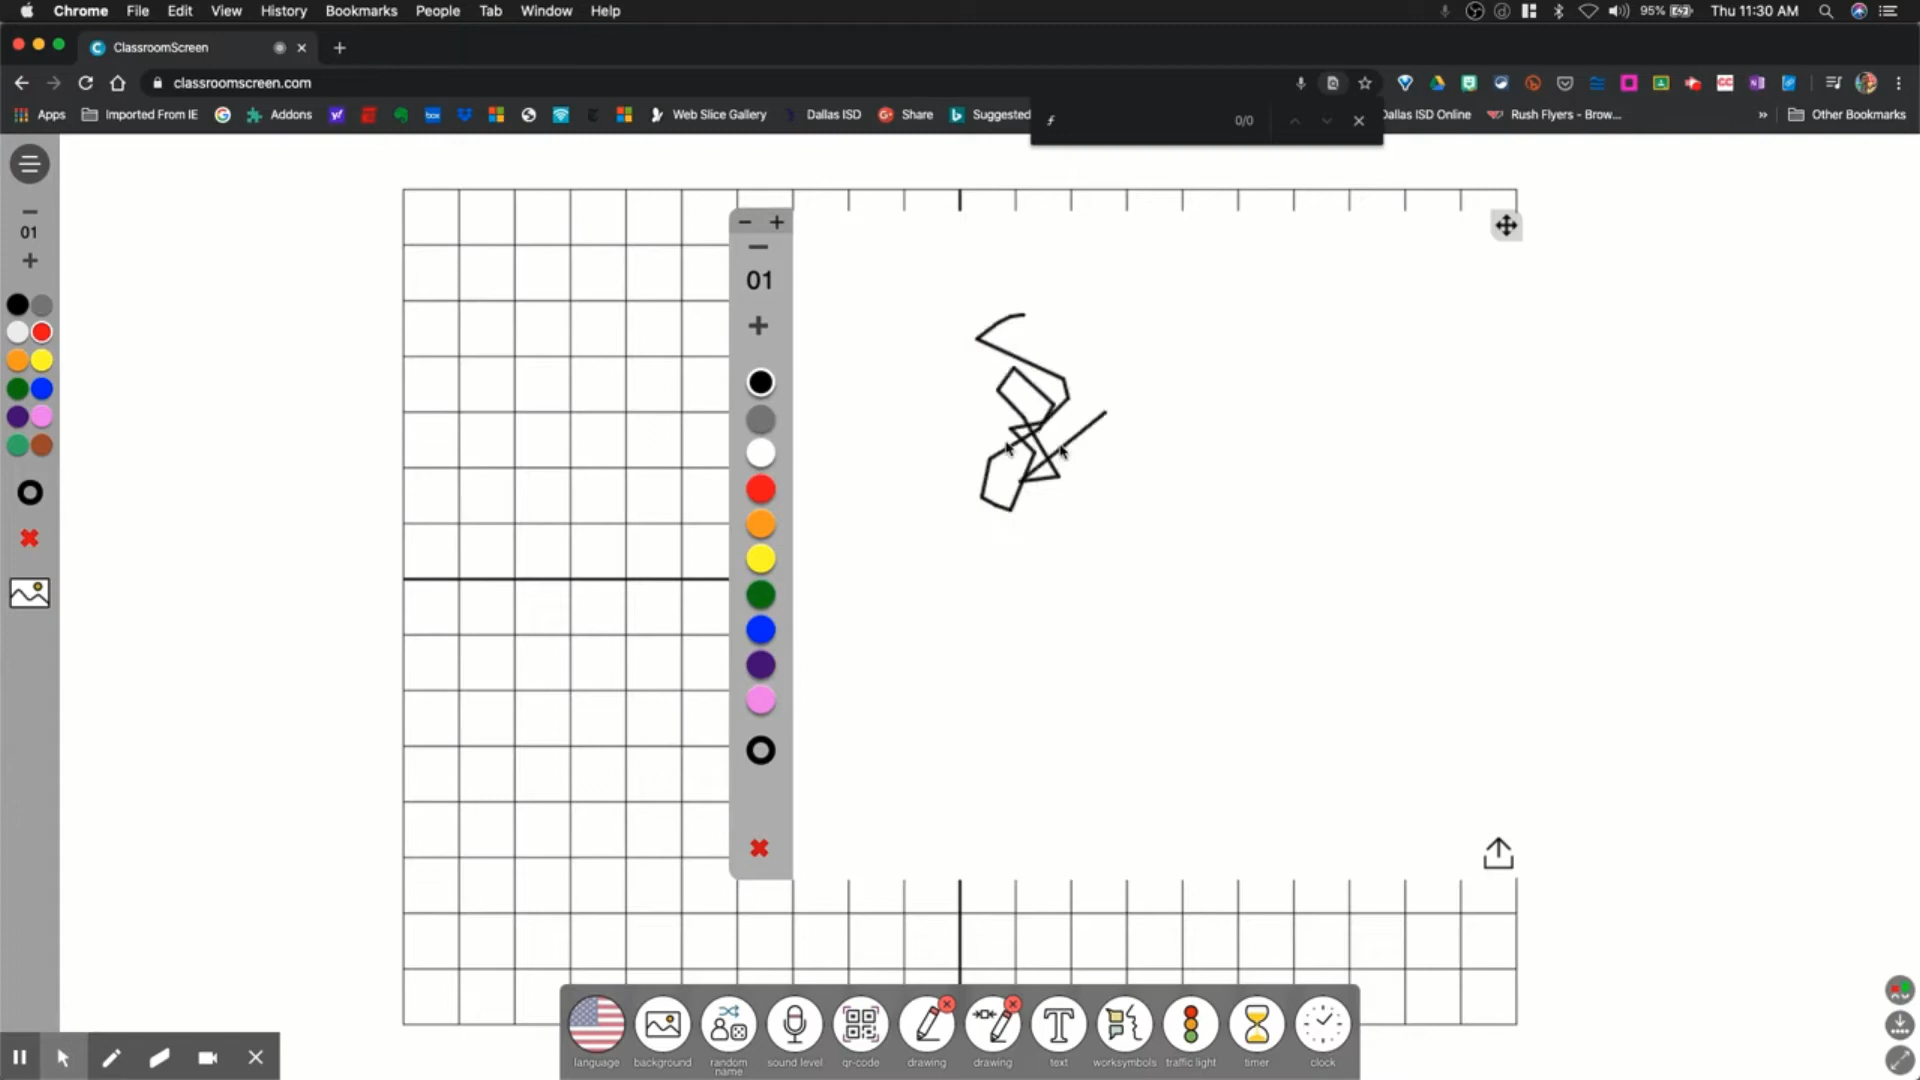 Chrome File Edit View History Bookmarks People Tab Window Help 95% Thu 11:30 AM
ClassroomScreen
classroomscreen.com
Apps Imported From IE Addons Web Slice Gallery Dallas ISD Share Suggested Dallas ISD Online Rush Flyers - Brow... » Other Bookmarks
f 0/0
01
01
language background random name sound level qr-code drawing drawing text worksymbols traffic light timer clock